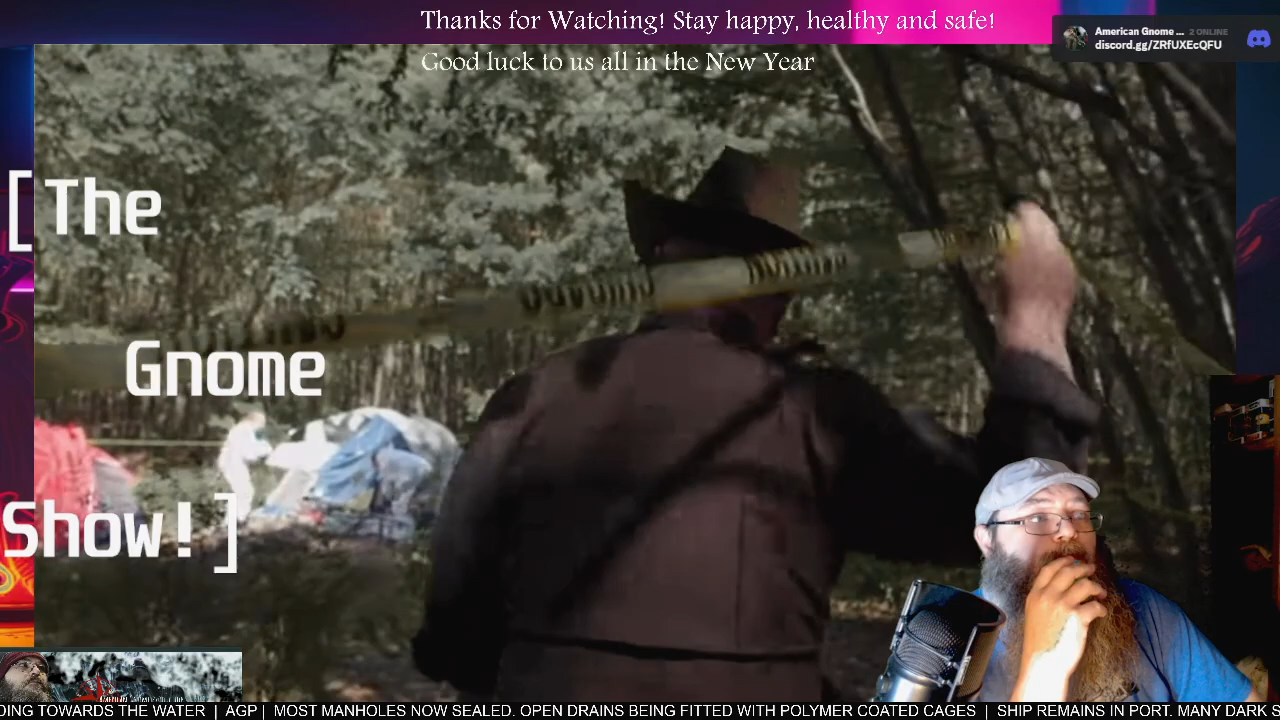 Thanks for Watching! Stay happy, healthy and safe!
Good luck to us all in the New Year
American Gnome ... 2 ONLINE
discord.gg/ZRfUXEcQFU
[The
Gnome
Show!]
DING TOWARDS THE WATER | AGP | MOST MANHOLES NOW SEALED. OPEN DRAINS BEING FITTED WITH POLYMER COATED CAGES | SHIP REMAINS IN PORT. MANY DARK S